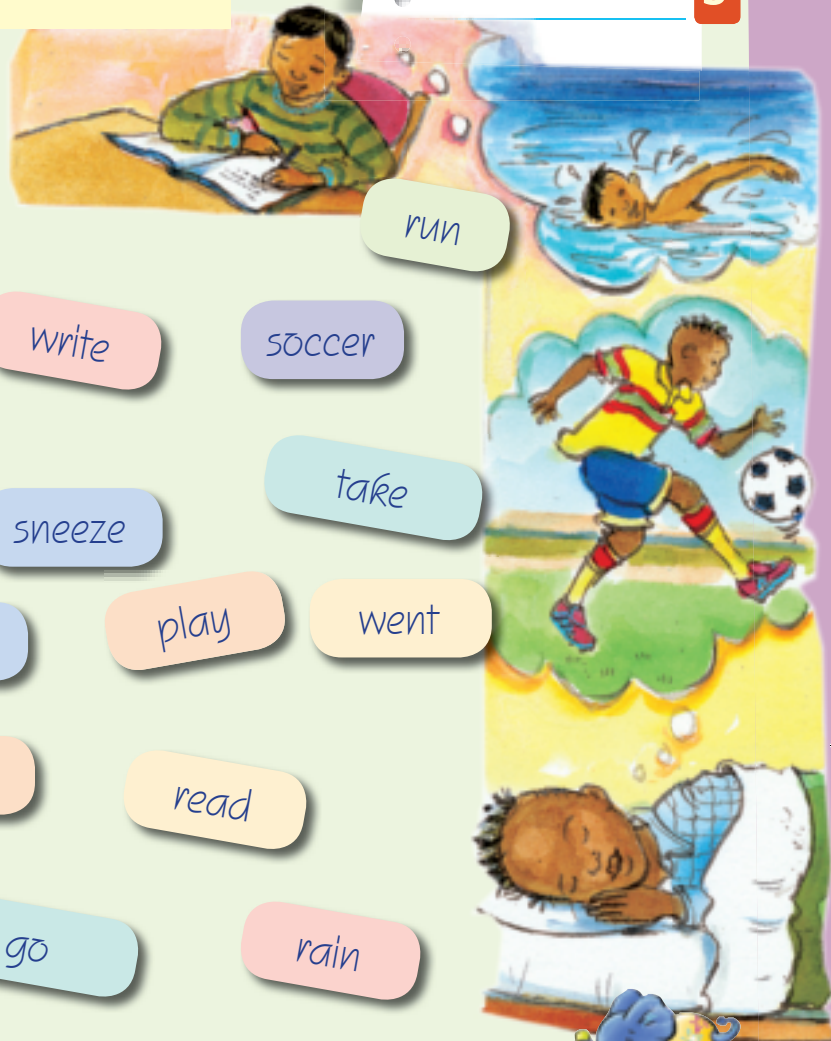 run
write
soccer
take
sneeze
play
went
read
go
rain